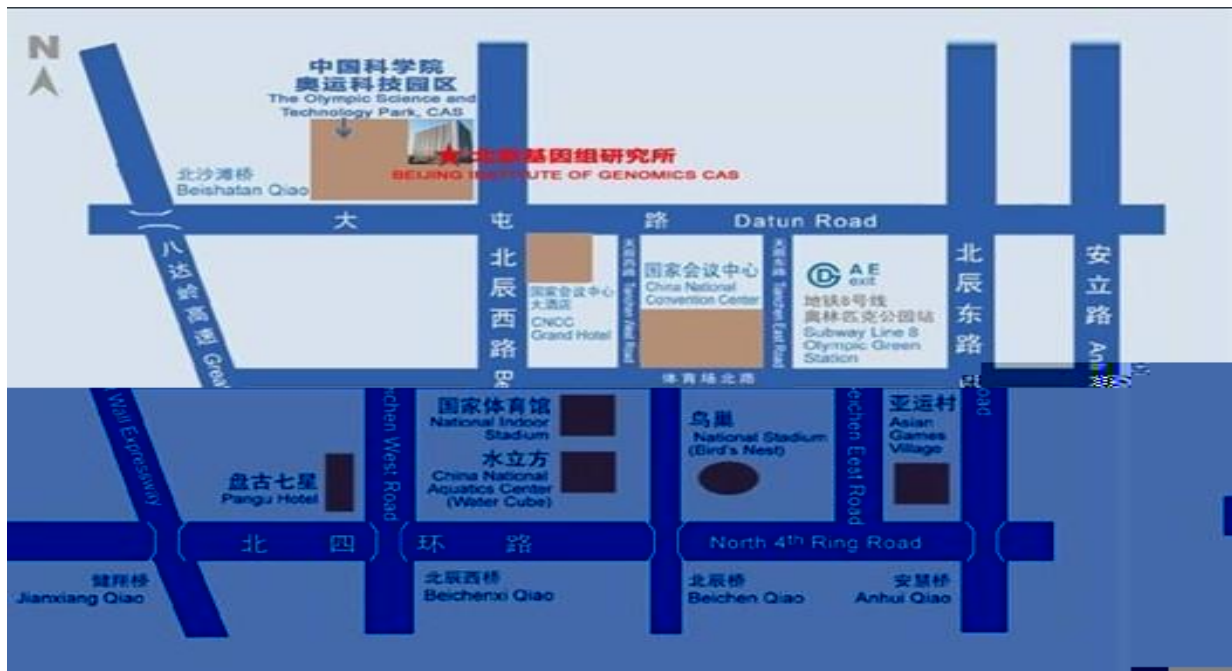 N
中国科学院
奥运科技园区
The Olympic Science and
Technology Park, CAS
基因组研究所
BEIJING INSTITUTE OF GENOMICS CAS
北沙滩桥
Beishatan Qiao
大屯路 Datun Road
八达岭高速 Great
Wall Expressway
北辰西路 Be
eichen West Road
国家会议中心
大酒店
CNCC
Grand Hotel
天辰西路 Tianchen West Road
国家会议中心
China National
Convention Center
天辰东路 Tianchen East Road
A E
exit
地铁8号线
奥林匹克公园站
Subway Line 8
Olympic Green
Station
北辰东路
eichen East Road
安立路 An
Road
体育场北路
国家体育馆
National Indoor
Stadium
水立方
China National
Aquatics Center
(Water Cube)
盘古七星
Pangu Hotel
鸟巢
National Stadium
(Bird's Nest)
亚运村
Asian
Games
Village
北四环路 North 4th Ring Road
健翔桥
Jianxiang Qiao
北辰西桥
Beichenxi Qiao
北辰桥
Beichen Qiao
安慧桥
Anhui Qiao